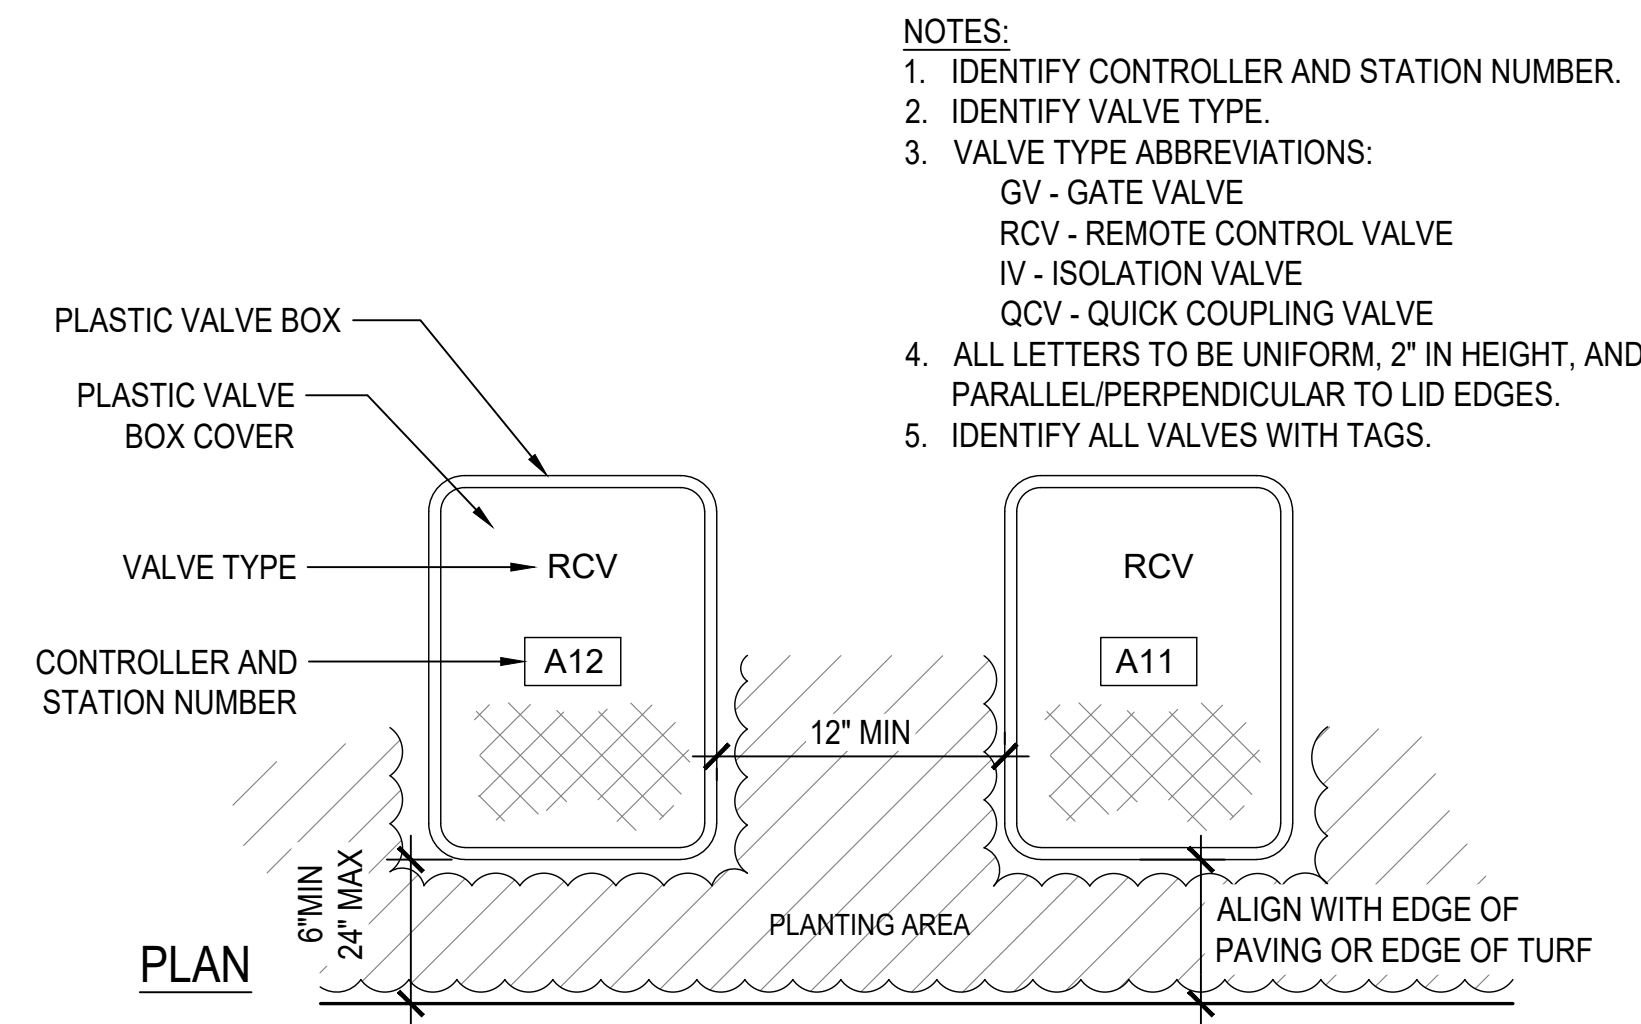 NOTES:
1. IDENTIFY CONTROLLER AND STATION NUMBER.
2. IDENTIFY VALVE TYPE.
3. VALVE TYPE ABBREVIATIONS:
GV - GATE VALVE
RCV - REMOTE CONTROL VALVE
IV - ISOLATION VALVE
QCV - QUICK COUPLING VALVE
4. ALL LETTERS TO BE UNIFORM, 2" IN HEIGHT, AND
PARALLEL/PERPENDICULAR TO LID EDGES.
5. IDENTIFY ALL VALVES WITH TAGS.
PLASTIC VALVE BOX
PLASTIC VALVE
BOX COVER
VALVE TYPE
CONTROLLER AND
STATION NUMBER
RCV
A12
RCV
A11
12" MIN
6"MIN
24" MAX
PLANTING AREA
ALIGN WITH EDGE OF
PAVING OR EDGE OF TURF
PLAN